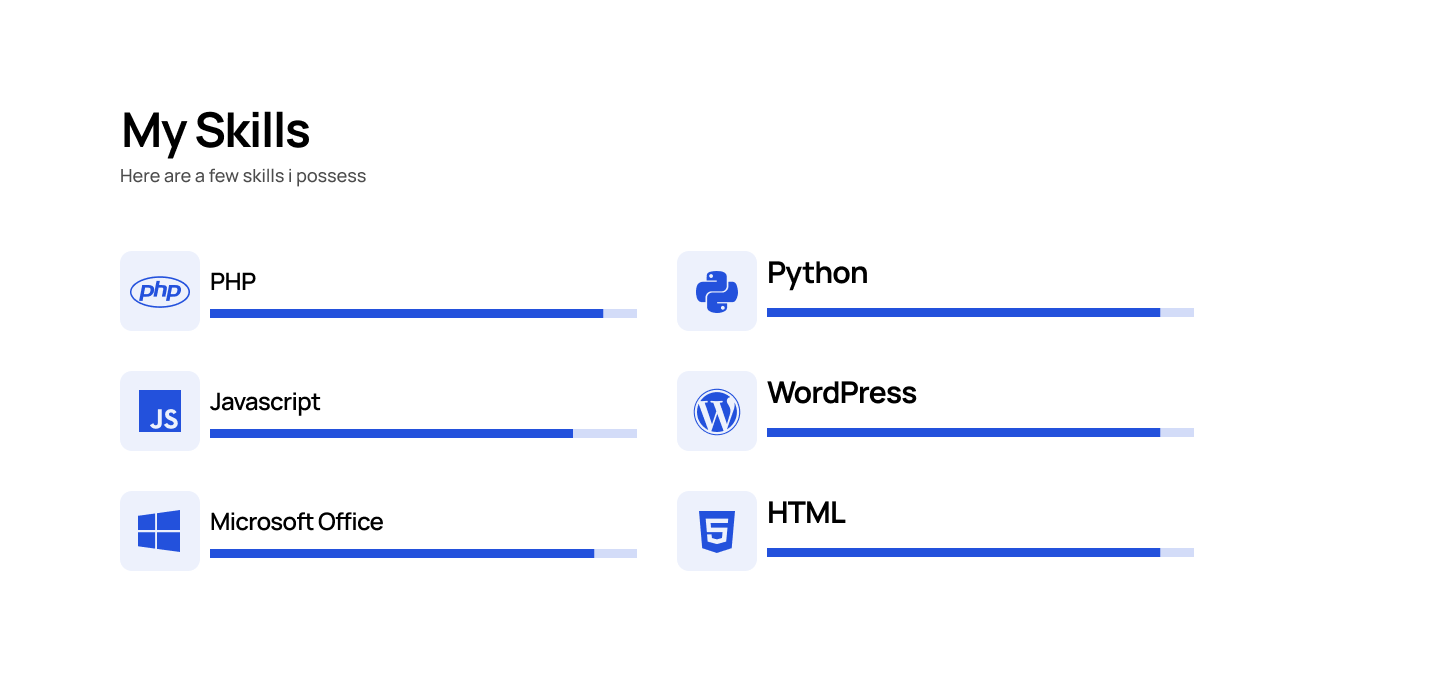 My Skills
Here are a few skills i possess
php
PHP
Python
JS
Javascript
W
WordPress
Microsoft Office
5
HTML